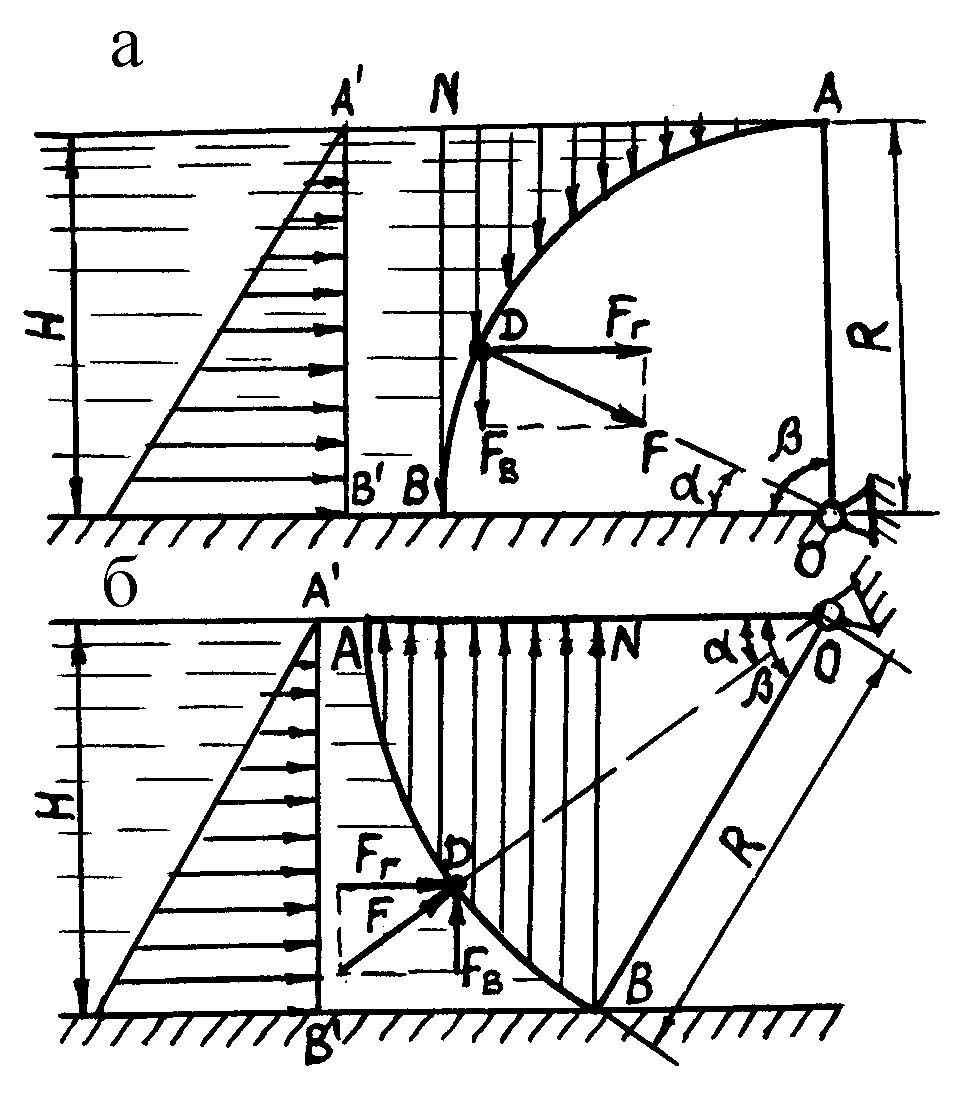 а
A' N A
H D Fг R
Fв F α β
B' B O
б
A' A N α β O
H D Fг R
F Fв B
B'